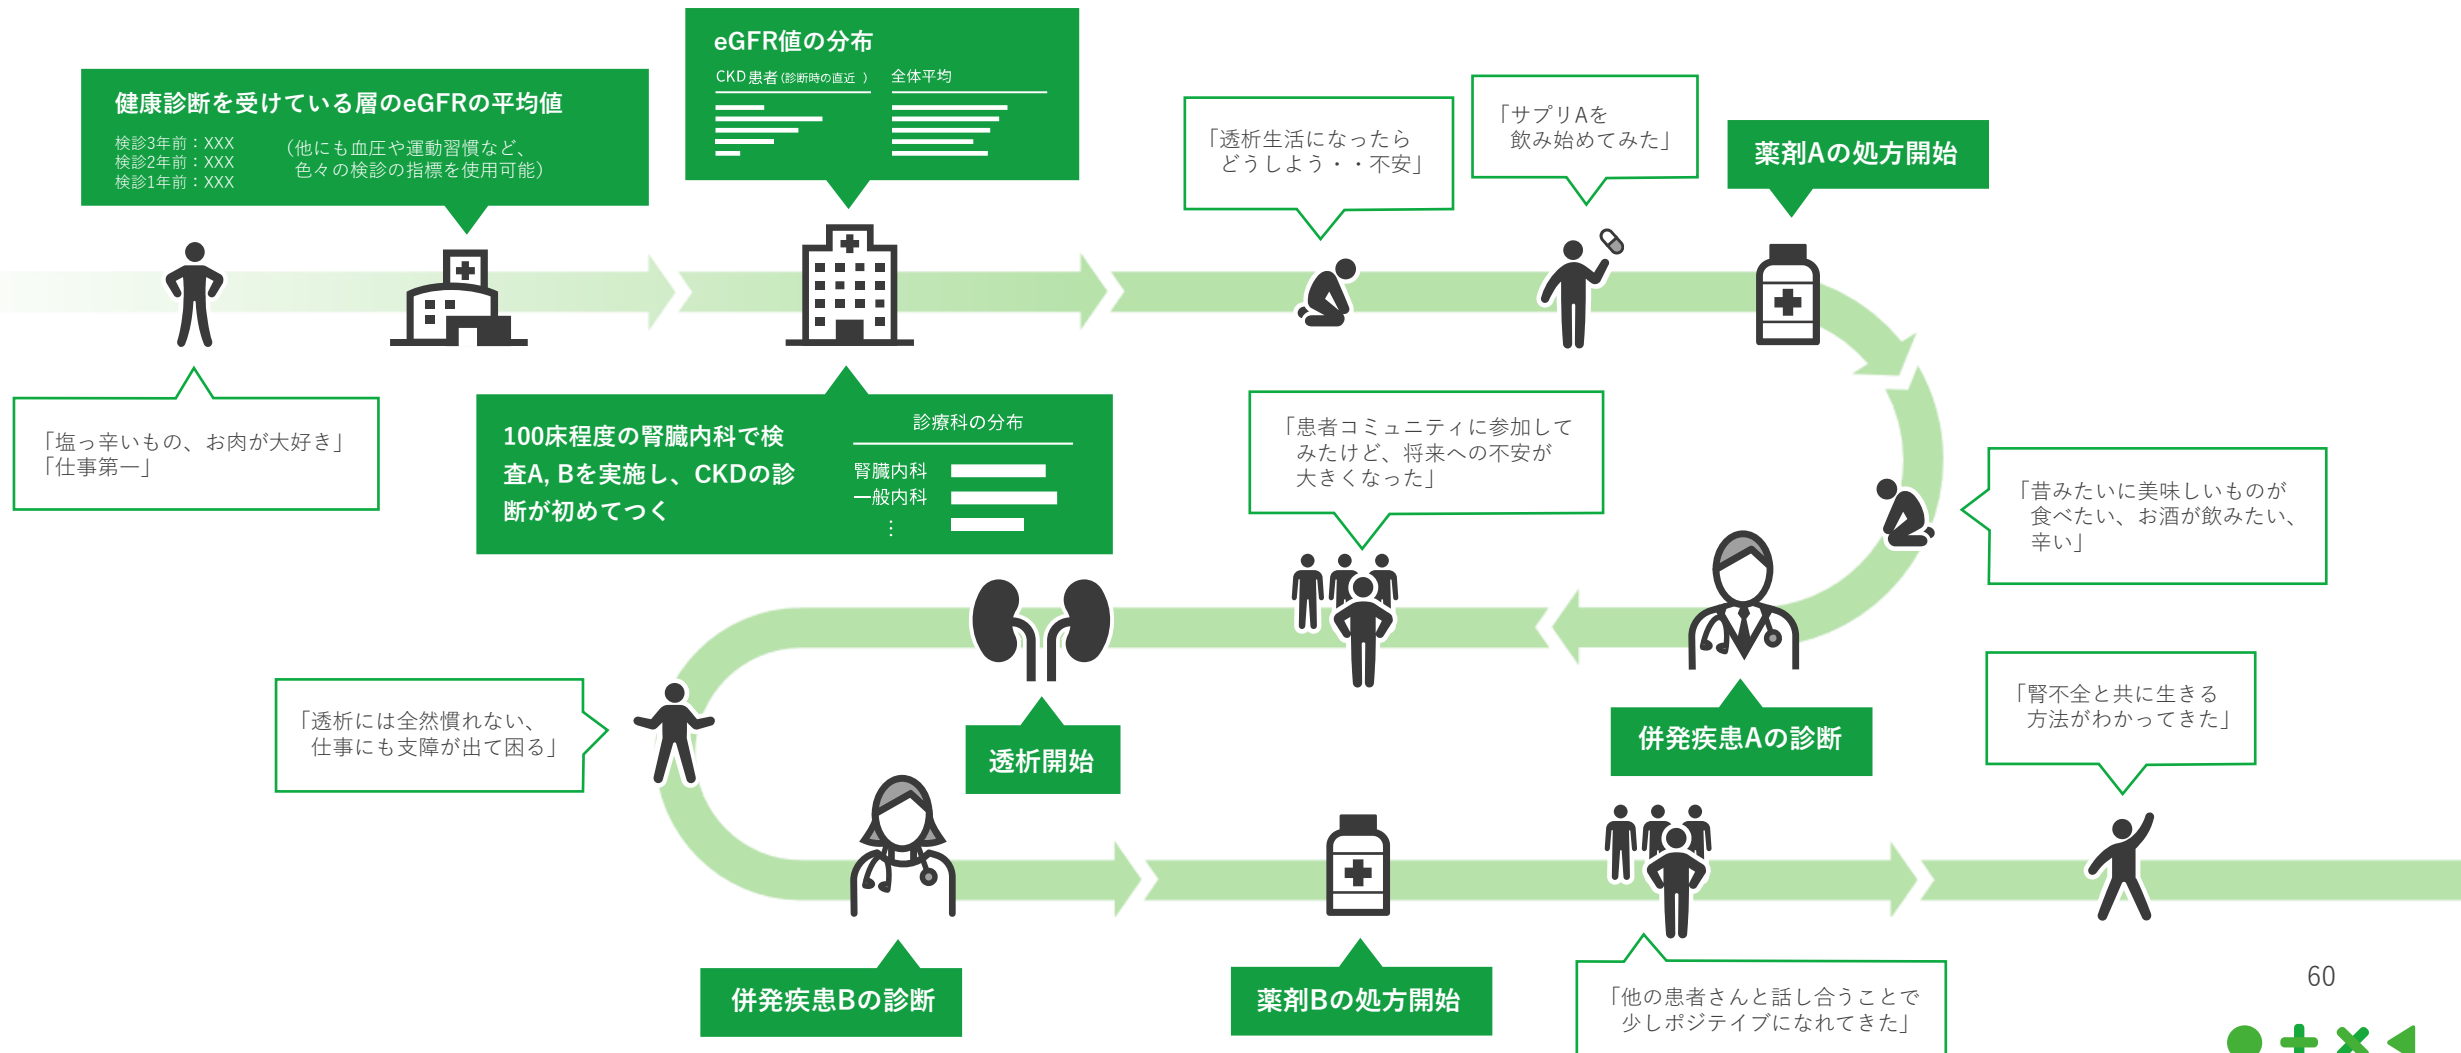 eGFR値の分布
CKD患者(診断時の直近 )
全体平均
健康診断を受けている層のeGFRの平均値
検診3年前:XXX
検診2年前:XXX
検診1年前:XXX
(他にも血圧や運動習慣など、
色々の検診の指標を使用可能)
「透析生活になったら
どうしよう・・不安」
「サプリAを
飲み始めてみた」
薬剤Aの処方開始
「塩っ辛いもの、お肉が大好き」
「仕事第一」
100床程度の腎臓内科で検
査A, Bを実施し、CKDの診
断が初めてつく
診療科の分布
腎臓内科
一般内科
⋮
「患者コミュニティに参加して
みたけど、将来への不安が
大きくなった」
「昔みたいに美味しいものが
食べたい、お酒が飲みたい、
辛い」
併発疾患Aの診断
透析開始
「透析には全然慣れない、
仕事にも支障が出て困る」
「腎不全と共に生きる
方法がわかってきた」
併発疾患Bの診断
薬剤Bの処方開始
「他の患者さんと話し合うことで
少しポジテイブになれてきた」
60